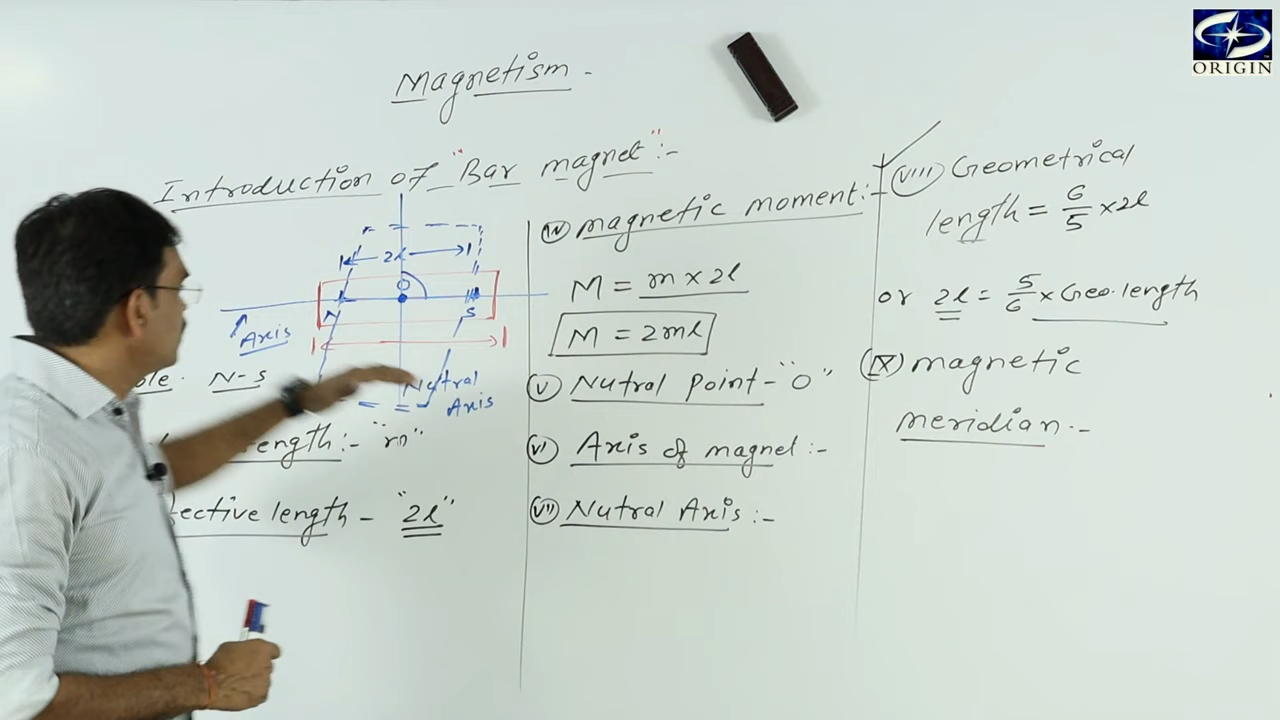 ORIGIN
Magnetism -
Introduction of "Bar magnet":-
2l
O
N
S
Axis
Nutral
Axis
N-S
length:- "m"
fective length - "2l"
(iv) magnetic moment:-
M = m x 2l
M = 2ml
(v) Nutral point - "O"
(vi) Axis of magnet:-
(vii) Nutral Axis:-
(viii) Geometrical
length = 6/5 x 2l
or 2l = 5/6 x Geo.length
(ix) magnetic
meridian.-